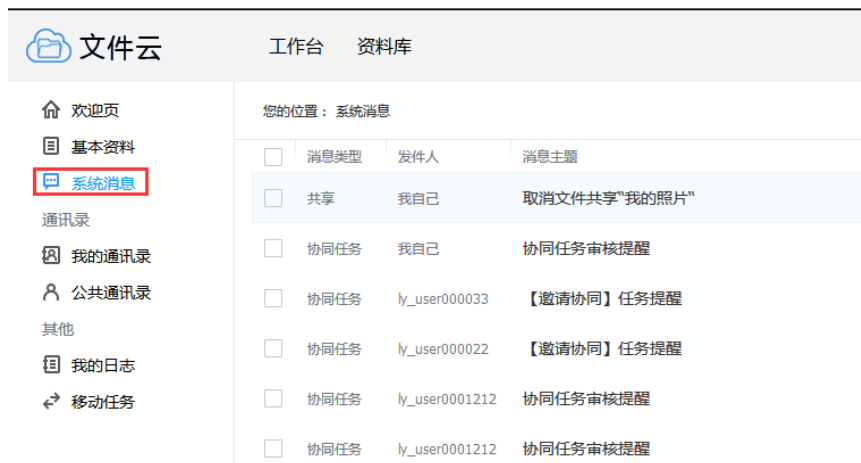 文件云 工作台 资料库
欢迎页
基本资料
系统消息
通讯录
我的通讯录
公共通讯录
其他
我的日志
移动任务
您的位置： 系统消息
消息类型 发件人 消息主题
共享 我自己 取消文件共享"我的照片"
协同任务 我自己 协同任务审核提醒
协同任务 ly_user000033 【邀请协同】任务提醒
协同任务 ly_user000022 【邀请协同】任务提醒
协同任务 ly_user0001212 协同任务审核提醒
协同任务 ly_user0001212 协同任务审核提醒